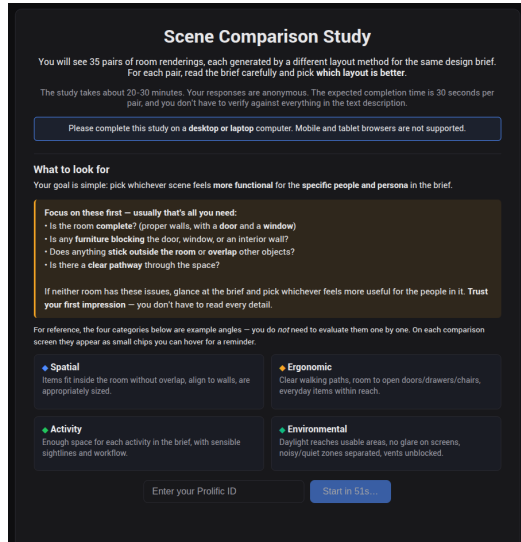 Scene Comparison Study
You will see 35 pairs of room renderings, each generated by a different layout method for the same design brief.
For each pair, read the brief carefully and pick which layout is better.
The study takes about 20-30 minutes. Your responses are anonymous. The expected completion time is 30 seconds per
pair, and you don't have to verify against everything in the text description.
Please complete this study on a desktop or laptop computer. Mobile and tablet browsers are not supported.
What to look for
Your goal is simple: pick whichever scene feels more functional for the specific people and persona in the brief.
Focus on these first — usually that's all you need:
• Is the room complete? (proper walls, with a door and a window)
• Is any furniture blocking the door, window, or an interior wall?
• Does anything stick outside the room or overlap other objects?
• Is there a clear pathway through the space?
If neither room has these issues, glance at the brief and pick whichever feels more useful for the people in it. Trust
your first impression — you don't have to read every detail.
For reference, the four categories below are example angles — you do not need to evaluate them one by one. On each comparison
screen they appear as small chips you can hover for a reminder.
Spatial
Items fit inside the room without overlap, align to walls, are
appropriately sized.
Ergonomic
Clear walking paths, room to open doors/drawers/chairs,
everyday items within reach.
Activity
Enough space for each activity in the brief, with sensible
sightlines and workflow.
Environmental
Daylight reaches usable areas, no glare on screens,
noisy/quiet zones separated, vents unblocked.
Enter your Prolific ID
Start in 51s...